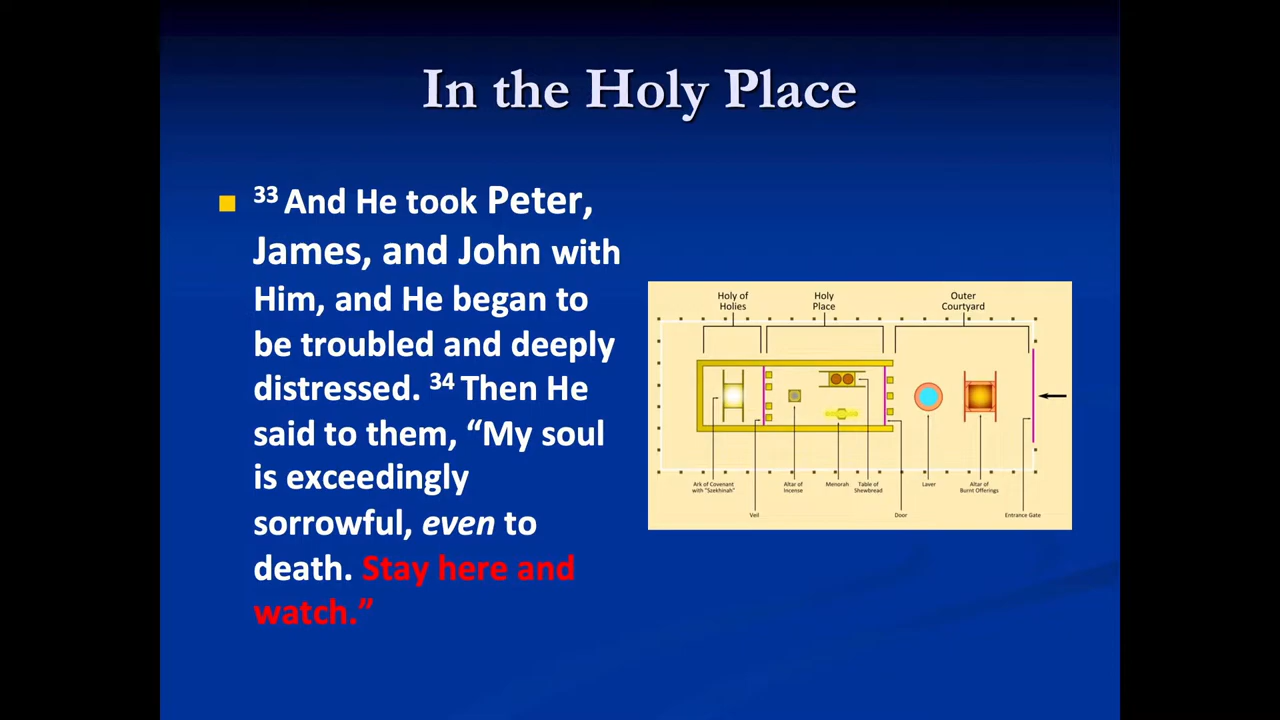 In the Holy Place
33 And He took Peter,
James, and John with
Him, and He began to
be troubled and deeply
distressed. 34 Then He
said to them, “My soul
is exceedingly
sorrowful, even to
death. Stay here and
watch.”
Holy of
Holies
Holy
Place
Outer
Courtyard
Ark of Covenant
with "Szekhinah"
Altar of
Incense
Menorah
Table of
Shewbread
Laver
Altar of
Burnt Offerings
Veil
Door
Entrance Gate